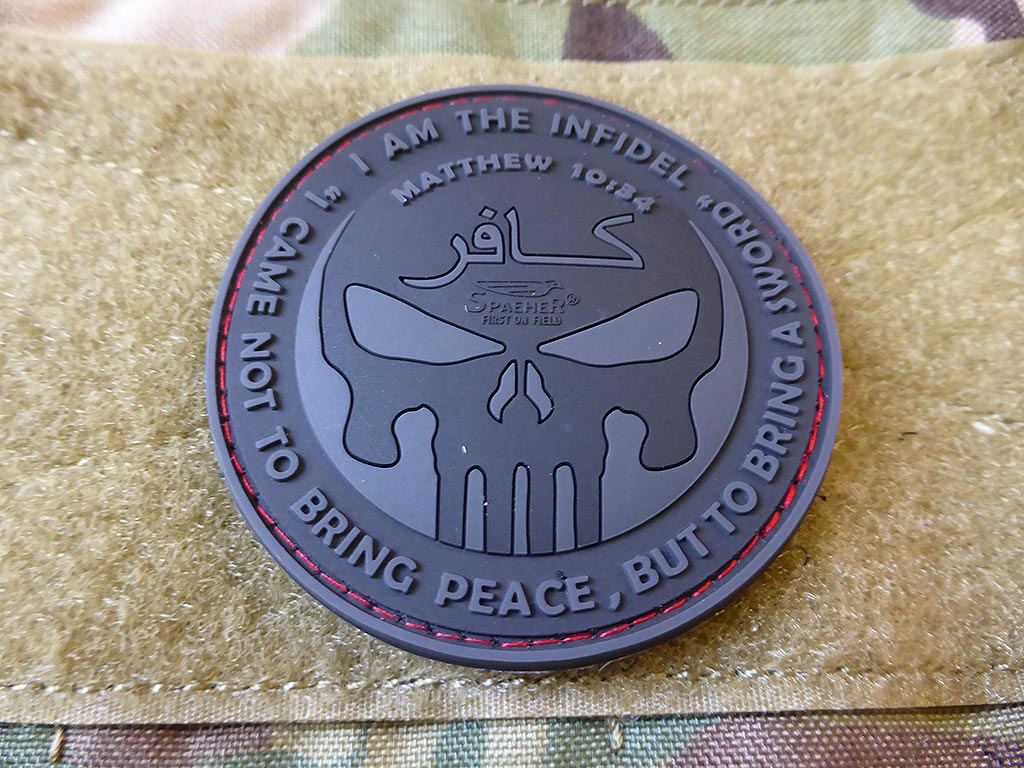 I AM THE INFIDEL
MATTHEW 10:34
كافر
SPAEHER®
FIRST ON FIELD
„I CAME NOT TO BRING PEACE, BUT TO BRING A SWORD“